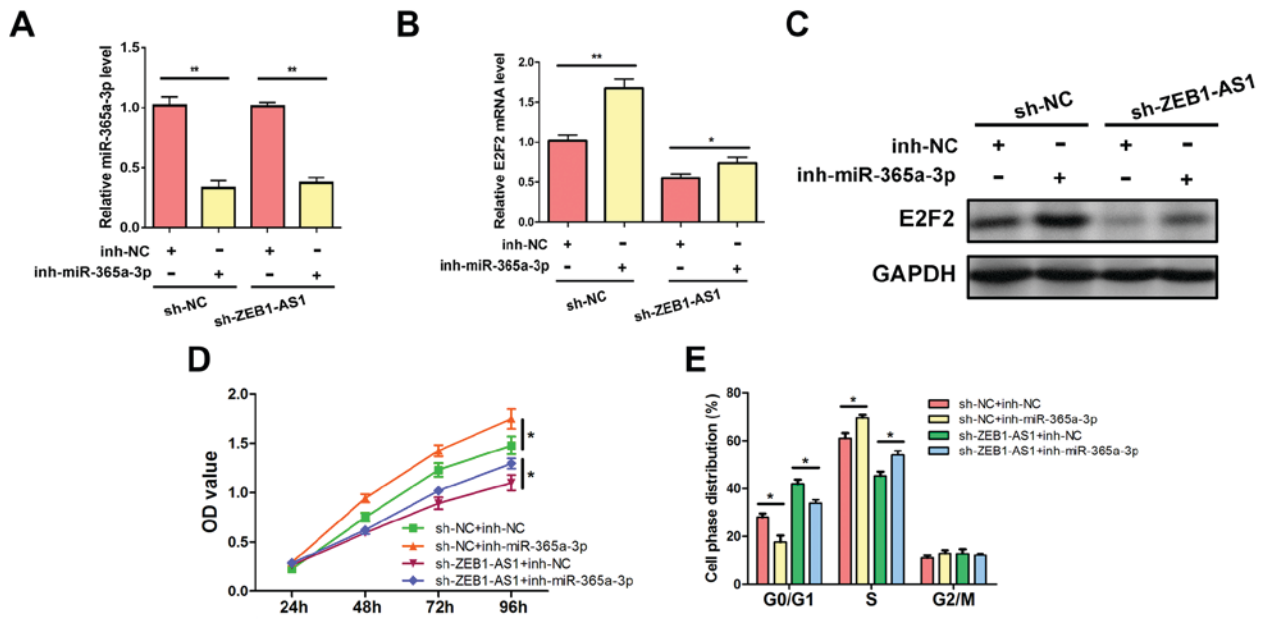 A
Relative miR-365a-3p level
1.5
1.0
0.5
0.0
** **
inh-NC + - + -
inh-miR-365a-3p - + - +
sh-NC sh-ZEB1-AS1
B
Relative E2F2 mRNA level
2.0
1.5
1.0
0.5
0.0
** *
inh-NC + - + -
inh-miR-365a-3p - + - +
sh-NC sh-ZEB1-AS1
C
sh-NC sh-ZEB1-AS1
inh-NC + - + -
inh-miR-365a-3p - + - +
E2F2
GAPDH
D
OD value
2.0
1.5
1.0
0.5
0.0
24h 48h 72h 96h
*
*
sh-NC+inh-NC
sh-NC+inh-miR-365a-3p
sh-ZEB1-AS1+inh-NC
sh-ZEB1-AS1+inh-miR-365a-3p
E
Cell phase distribution (%)
80
60
40
20
0
* * * *
G0/G1 S G2/M
sh-NC+inh-NC
sh-NC+inh-miR-365a-3p
sh-ZEB1-AS1+inh-NC
sh-ZEB1-AS1+inh-miR-365a-3p